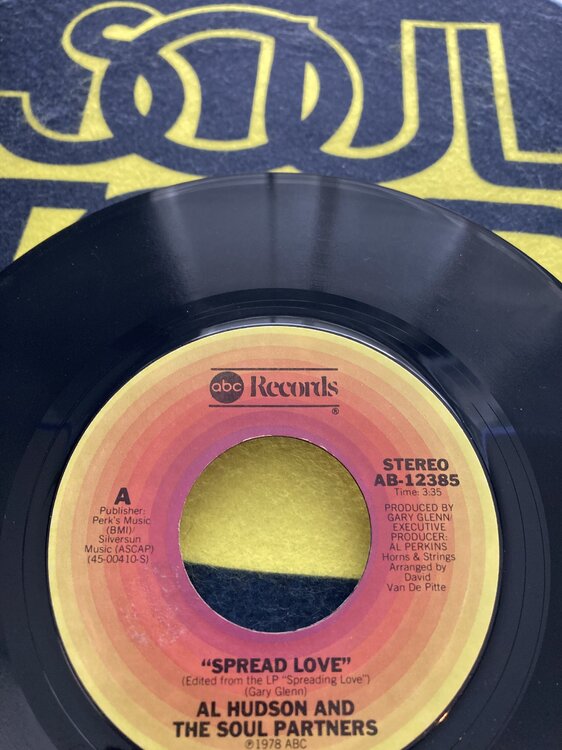 SOUL
abc Records
®
A
Publisher:
Perk's Music
(BMI)/
Silversun
Music (ASCAP)
(45-00410-S)
STEREO
AB-12385
Time: 3:35
PRODUCED BY
GARY GLENN/
EXECUTIVE
PRODUCER:
AL PERKINS
Horns & Strings
Arranged by
David
Van De Pitte
"SPREAD LOVE"
(Edited from the LP "Spreading Love")
(Gary Glenn)
AL HUDSON AND
THE SOUL PARTNERS
℗1978 ABC